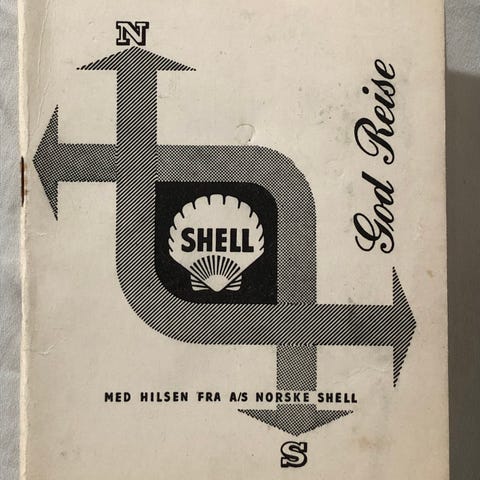 N
God Reise
SHELL
MED HILSEN FRA A/S NORSKE SHELL
S